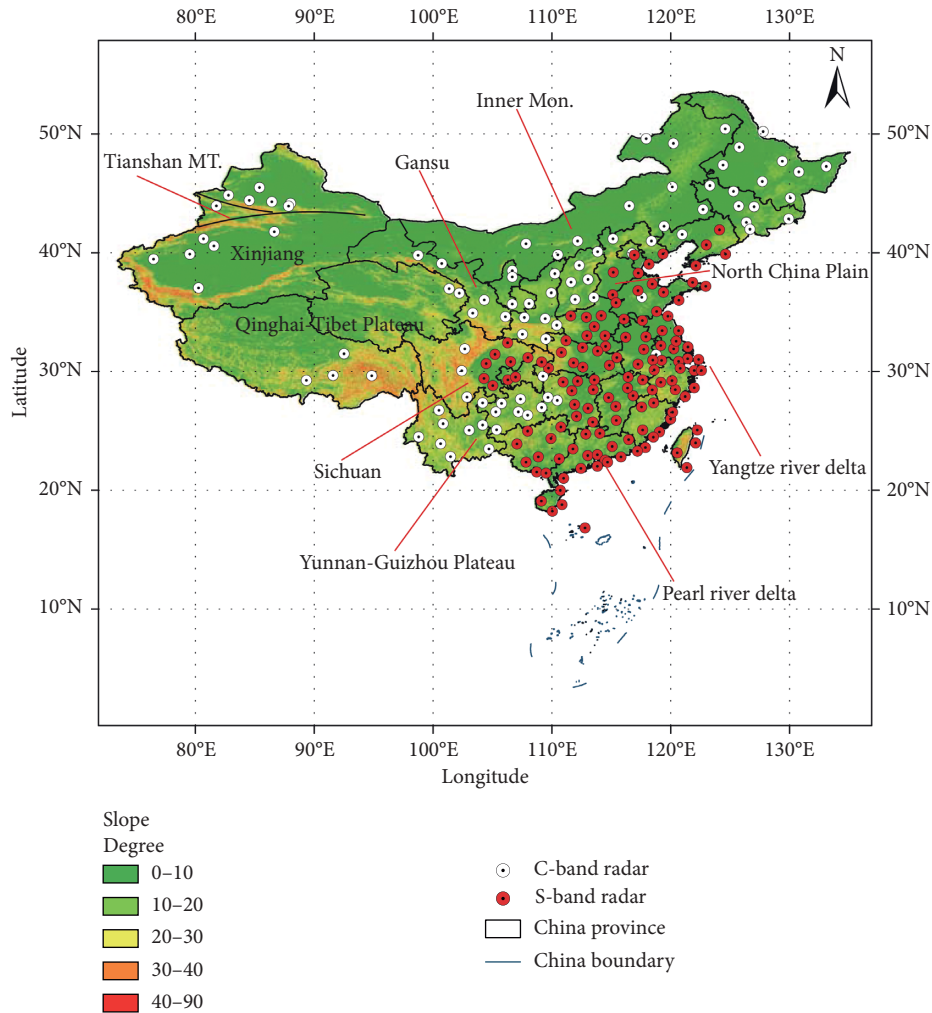 80°E 90°E 100°E 110°E 120°E 130°E
N
Inner Mon.
50°N 50°N
Tianshan MT. Gansu
40°N 40°N
Xinjiang
North China Plain
Qinghai-Tibet Plateau
Latitude
30°N 30°N
Sichuan
Yangtze river delta
20°N 20°N
Yunnan-Guizhou Plateau
Pearl river delta
10°N 10°N
80°E 90°E 100°E 110°E 120°E 130°E
Longitude
Slope
Degree
0–10
10–20
20–30
30–40
40–90
C-band radar
S-band radar
China province
China boundary